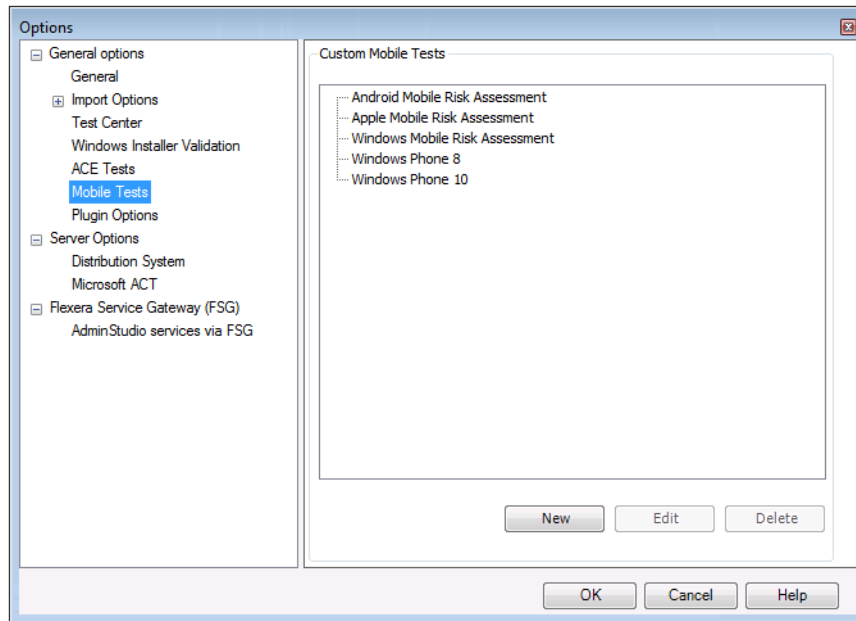 Options
General options
General
Import Options
Test Center
Windows Installer Validation
ACE Tests
Mobile Tests
Plugin Options
Server Options
Distribution System
Microsoft ACT
Flexera Service Gateway (FSG)
AdminStudio services via FSG
Custom Mobile Tests
Android Mobile Risk Assessment
Apple Mobile Risk Assessment
Windows Mobile Risk Assessment
Windows Phone 8
Windows Phone 10
New Edit Delete
OK Cancel Help